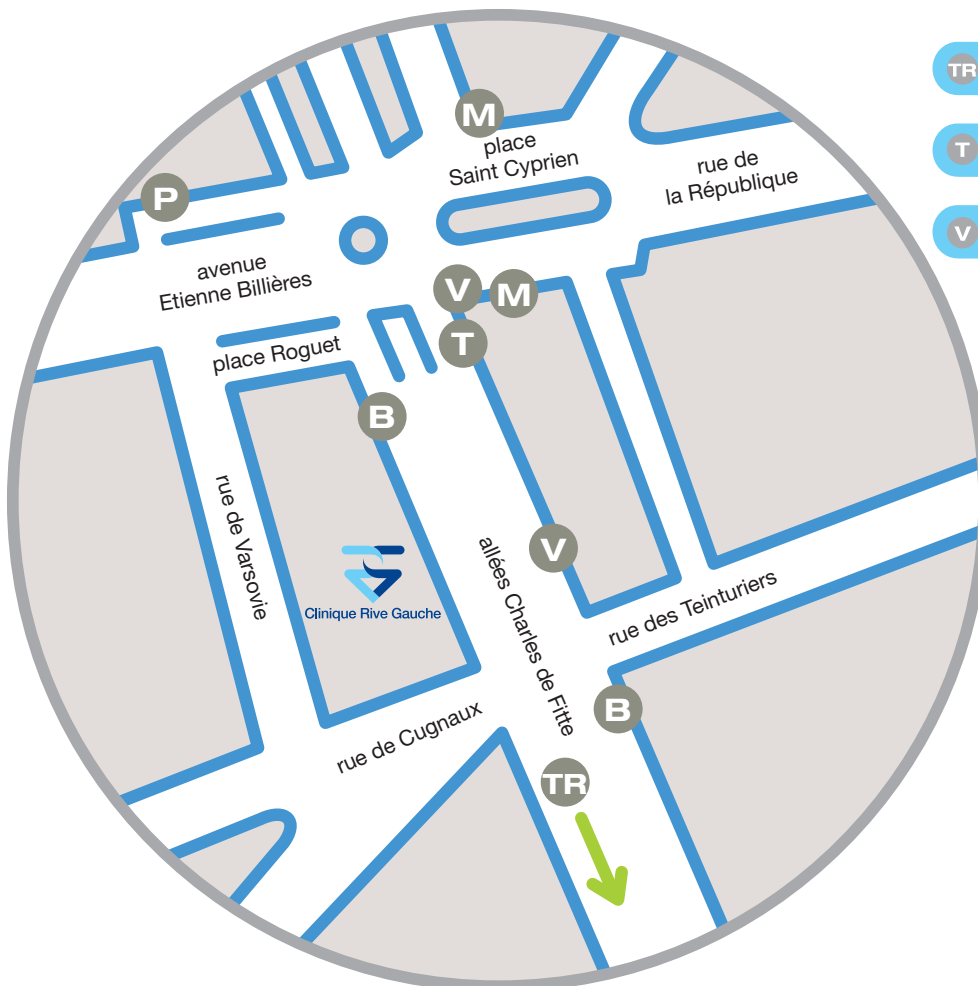 TR
M
place
Saint Cyprien
T
rue de
la République
P
V
avenue
Etienne Billières
V
M
T
place Roguet
B
rue de Varsovie
allées Charles de Fitte
V
Clinique Rive Gauche
rue des Teinturiers
B
rue de Cugnaux
TR